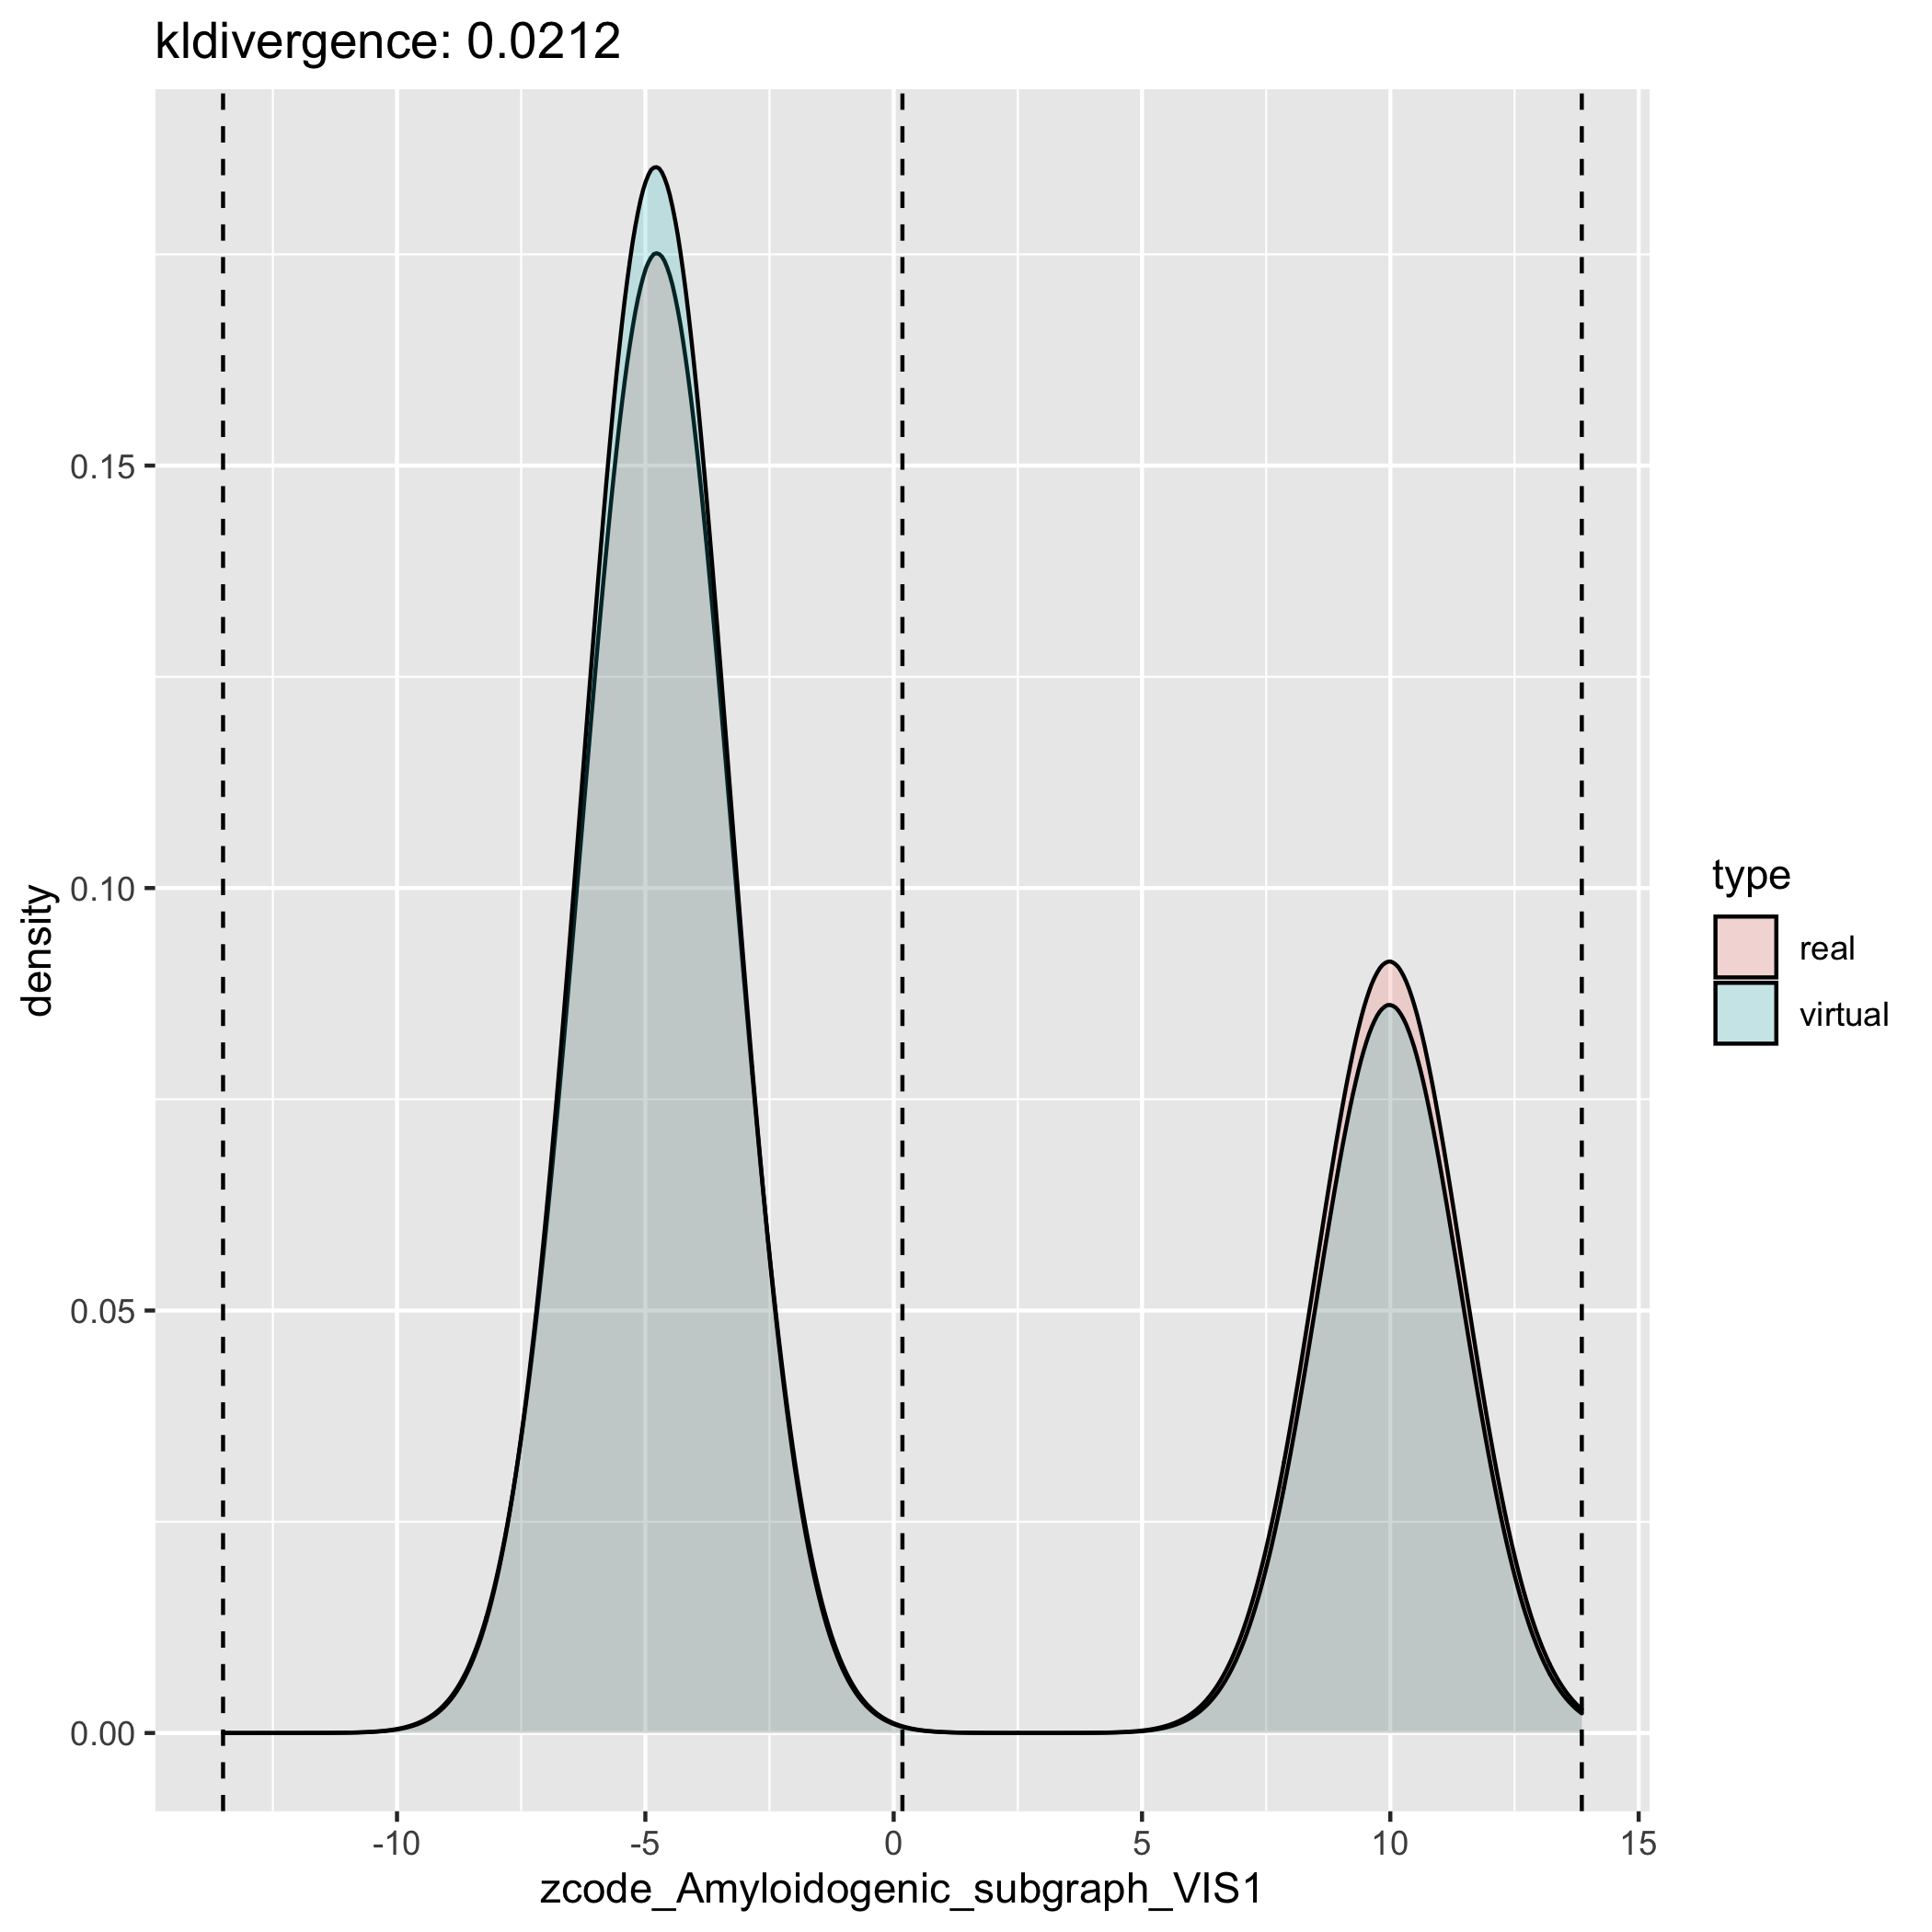 kldivergence: 0.0212
density
0.15
0.10
0.05
0.00
-10
-5
0
5
10
15
zcode_Amyloidogenic_subgraph_VIS1
type
real
virtual